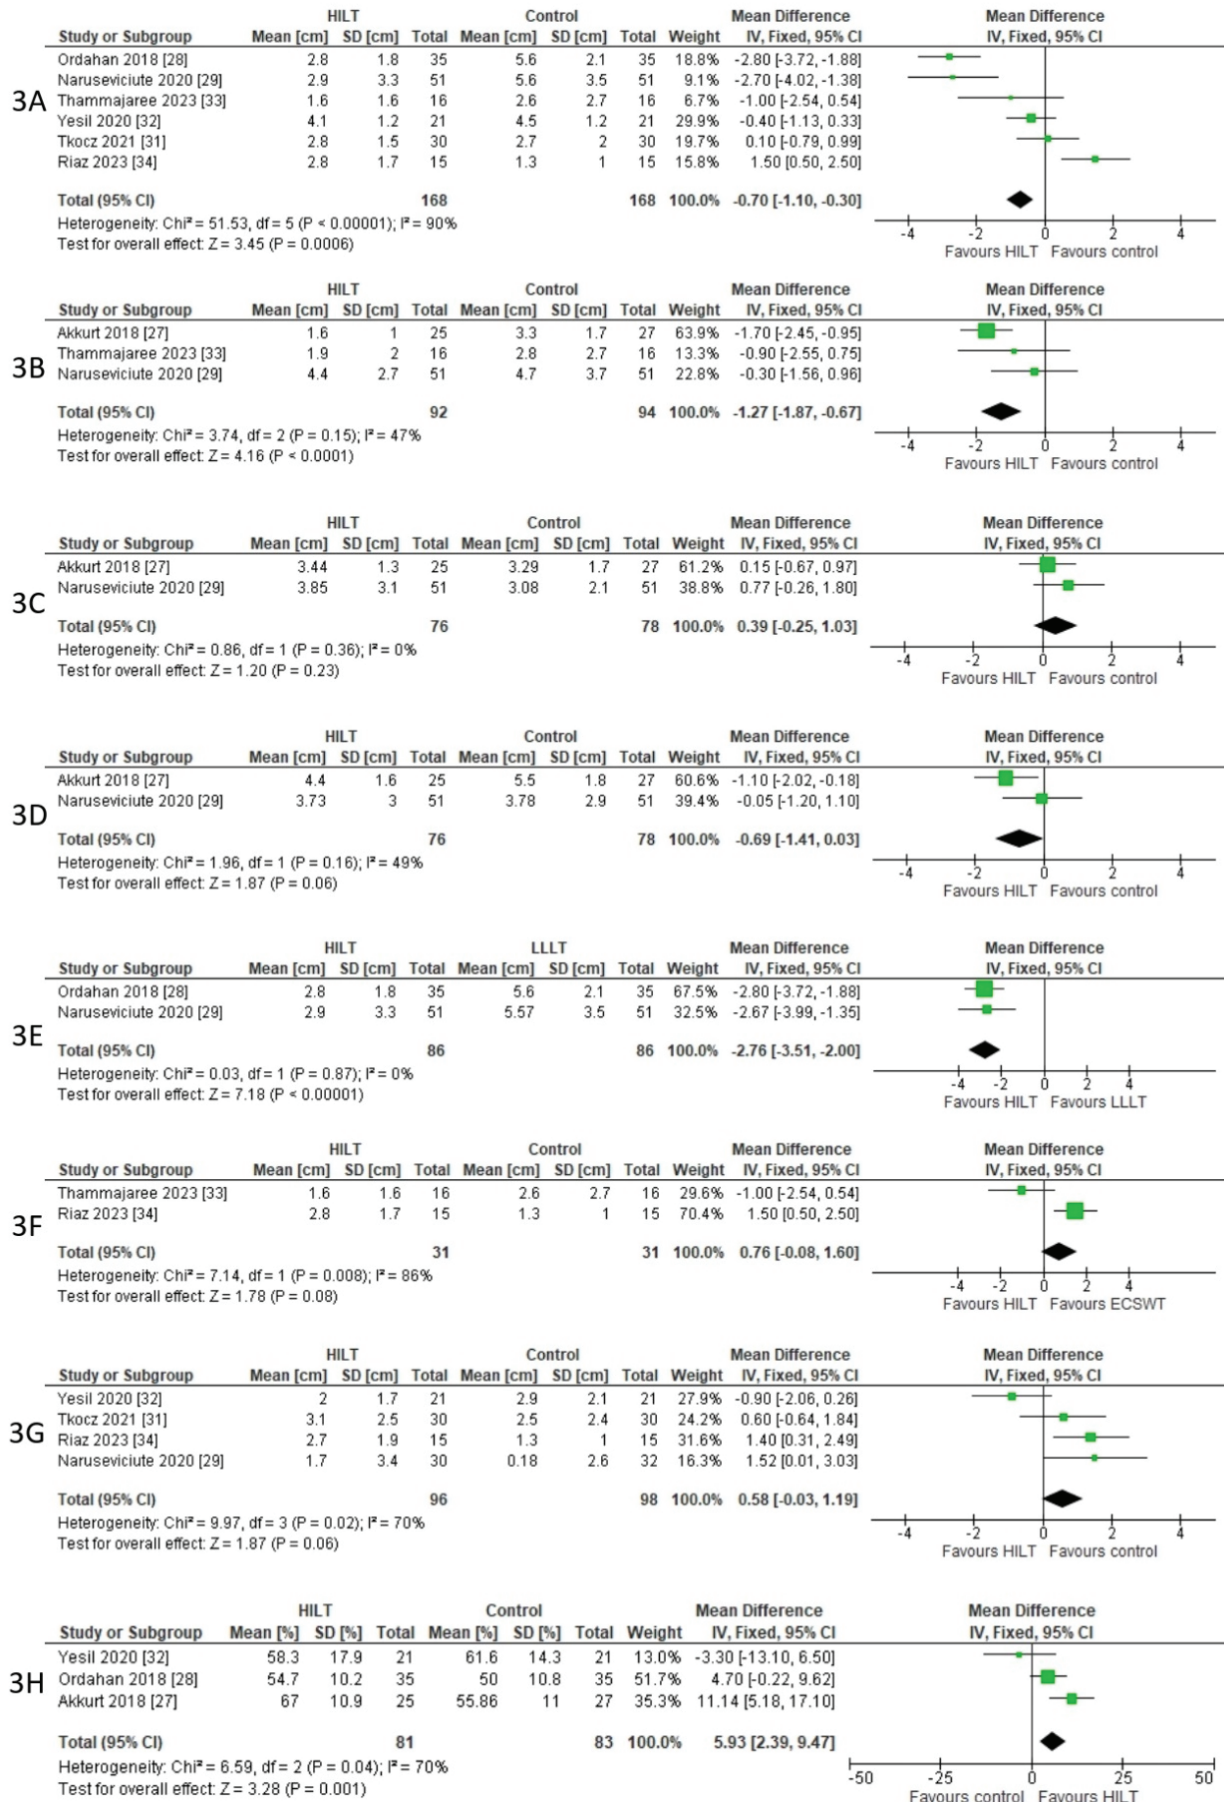 HILT Control Mean Difference Mean Difference
Study or Subgroup Mean [cm] SD [cm] Total Mean [cm] SD [cm] Total Weight IV, Fixed, 95% CI IV, Fixed, 95% CI
Ordahan 2018 [28] 2.8 1.8 35 5.6 2.1 35 18.8% -2.80 [-3.72, -1.88]
Naruseviciute 2020 [29] 2.9 3.3 51 5.6 3.5 51 9.1% -2.70 [-4.02, -1.38]
3A
Thammajaree 2023 [33] 1.6 1.6 16 2.6 2.7 16 6.7% -1.00 [-2.54, 0.54]
Yesil 2020 [32] 4.1 1.2 21 4.5 1.2 21 29.9% -0.40 [-1.13, 0.33]
Tkocz 2021 [31] 2.8 1.5 30 2.7 2 30 19.7% 0.10 [-0.79, 0.99]
Riaz 2023 [34] 2.8 1.7 15 1.3 1 15 15.8% 1.50 [0.50, 2.50]
Total (95% CI) 168 168 100.0% -0.70 [-1.10, -0.30]
Heterogeneity: Chi² = 51.53, df = 5 (P < 0.00001); I² = 90%
Test for overall effect: Z = 3.45 (P = 0.0006)
-4 -2 0 2 4
Favours HILT Favours control
HILT Control Mean Difference Mean Difference
Study or Subgroup Mean [cm] SD [cm] Total Mean [cm] SD [cm] Total Weight IV, Fixed, 95% CI IV, Fixed, 95% CI
Akkurt 2018 [27] 1.6 1 25 3.3 1.7 27 63.9% -1.70 [-2.45, -0.95]
Thammajaree 2023 [33] 1.9 2 16 2.8 2.7 16 13.3% -0.90 [-2.55, 0.75]
3B
Naruseviciute 2020 [29] 4.4 2.7 51 4.7 3.7 51 22.8% -0.30 [-1.56, 0.96]
Total (95% CI) 92 94 100.0% -1.27 [-1.87, -0.67]
Heterogeneity: Chi² = 3.74, df = 2 (P = 0.15); I² = 47%
Test for overall effect: Z = 4.16 (P < 0.0001)
-4 -2 0 2 4
Favours HILT Favours control
HILT Control Mean Difference Mean Difference
Study or Subgroup Mean [cm] SD [cm] Total Mean [cm] SD [cm] Total Weight IV, Fixed, 95% CI IV, Fixed, 95% CI
Akkurt 2018 [27] 3.44 1.3 25 3.29 1.7 27 61.2% 0.15 [-0.67, 0.97]
Naruseviciute 2020 [29] 3.85 3.1 51 3.08 2.1 51 38.8% 0.77 [-0.26, 1.80]
3C
Total (95% CI) 76 78 100.0% 0.39 [-0.25, 1.03]
Heterogeneity: Chi² = 0.86, df = 1 (P = 0.36); I² = 0%
Test for overall effect: Z = 1.20 (P = 0.23)
-4 -2 0 2 4
Favours HILT Favours control
HILT Control Mean Difference Mean Difference
Study or Subgroup Mean [cm] SD [cm] Total Mean [cm] SD [cm] Total Weight IV, Fixed, 95% CI IV, Fixed, 95% CI
Akkurt 2018 [27] 4.4 1.6 25 5.5 1.8 27 60.6% -1.10 [-2.02, -0.18]
Naruseviciute 2020 [29] 3.73 3 51 3.78 2.9 51 39.4% -0.05 [-1.20, 1.10]
3D
Total (95% CI) 76 78 100.0% -0.69 [-1.41, 0.03]
Heterogeneity: Chi² = 1.96, df = 1 (P = 0.16); I² = 49%
Test for overall effect: Z = 1.87 (P = 0.06)
-4 -2 0 2 4
Favours HILT Favours control
HILT LLLT Mean Difference Mean Difference
Study or Subgroup Mean [cm] SD [cm] Total Mean [cm] SD [cm] Total Weight IV, Fixed, 95% CI IV, Fixed, 95% CI
Ordahan 2018 [28] 2.8 1.8 35 5.6 2.1 35 67.5% -2.80 [-3.72, -1.88]
Naruseviciute 2020 [29] 2.9 3.3 51 5.57 3.5 51 32.5% -2.67 [-3.99, -1.35]
3E
Total (95% CI) 86 86 100.0% -2.76 [-3.51, -2.00]
Heterogeneity: Chi² = 0.03, df = 1 (P = 0.87); I² = 0%
Test for overall effect: Z = 7.18 (P < 0.00001)
-4 -2 0 2 4
Favours HILT Favours LLLT
HILT Control Mean Difference Mean Difference
Study or Subgroup Mean [cm] SD [cm] Total Mean [cm] SD [cm] Total Weight IV, Fixed, 95% CI IV, Fixed, 95% CI
Thammajaree 2023 [33] 1.6 1.6 16 2.6 2.7 16 29.6% -1.00 [-2.54, 0.54]
Riaz 2023 [34] 2.8 1.7 15 1.3 1 15 70.4% 1.50 [0.50, 2.50]
3F
Total (95% CI) 31 31 100.0% 0.76 [-0.08, 1.60]
Heterogeneity: Chi² = 7.14, df = 1 (P = 0.008); I² = 86%
Test for overall effect: Z = 1.78 (P = 0.08)
-4 -2 0 2 4
Favours HILT Favours ECSWT
HILT Control Mean Difference Mean Difference
Study or Subgroup Mean [cm] SD [cm] Total Mean [cm] SD [cm] Total Weight IV, Fixed, 95% CI IV, Fixed, 95% CI
Yesil 2020 [32] 2 1.7 21 2.9 2.1 21 27.9% -0.90 [-2.06, 0.26]
Tkocz 2021 [31] 3.1 2.5 30 2.5 2.4 30 24.2% 0.60 [-0.64, 1.84]
3G
Riaz 2023 [34] 2.7 1.9 15 1.3 1 15 31.6% 1.40 [0.31, 2.49]
Naruseviciute 2020 [29] 1.7 3.4 30 0.18 2.6 32 16.3% 1.52 [0.01, 3.03]
Total (95% CI) 96 98 100.0% 0.58 [-0.03, 1.19]
Heterogeneity: Chi² = 9.97, df = 3 (P = 0.02); I² = 70%
Test for overall effect: Z = 1.87 (P = 0.06)
-4 -2 0 2 4
Favours HILT Favours control
HILT Control Mean Difference Mean Difference
Study or Subgroup Mean [%] SD [%] Total Mean [%] SD [%] Total Weight IV, Fixed, 95% CI IV, Fixed, 95% CI
Yesil 2020 [32] 58.3 17.9 21 61.6 14.3 21 13.0% -3.30 [-13.10, 6.50]
Ordahan 2018 [28] 54.7 10.2 35 50 10.8 35 51.7% 4.70 [-0.22, 9.62]
3H
Akkurt 2018 [27] 67 10.9 25 55.86 11 27 35.3% 11.14 [5.18, 17.10]
Total (95% CI) 81 83 100.0% 5.93 [2.39, 9.47]
Heterogeneity: Chi² = 6.59, df = 2 (P = 0.04); I² = 70%
Test for overall effect: Z = 3.28 (P = 0.001)
-50 -25 0 25 50
Favours control Favours HILT